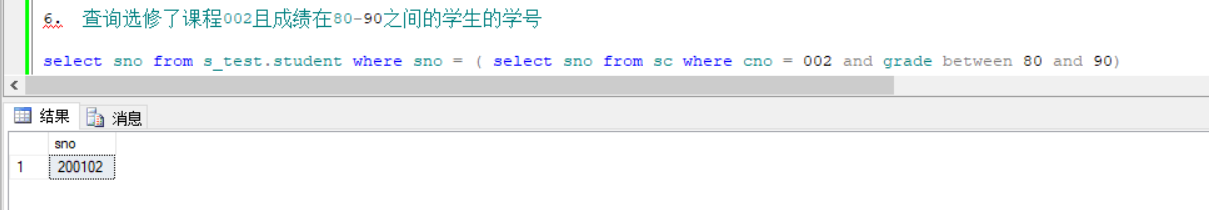 6. 查询选修了课程002且成绩在80-90之间的学生的学号
select sno from s_test.student where sno = ( select sno from sc where cno = 002 and grade between 80 and 90)
结果 消息
sno
1 200102